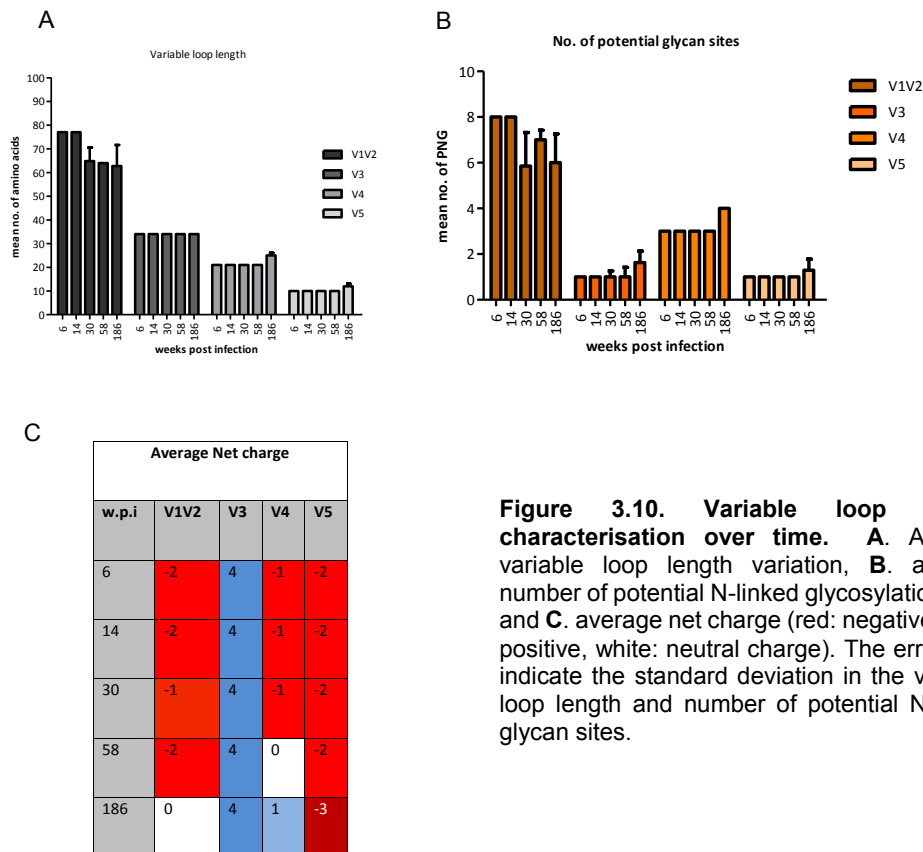 A
Variable loop length
mean no. of amino acids
100
90
80
70
60
50
40
30
20
10
0
6 14 30 58 186 6 14 30 58 186 6 14 30 58 186 6 14 30 58 186
weeks post infection
V1V2
V3
V4
V5
B
No. of potential glycan sites
mean no. of PNG
10
8
6
4
2
0
6 14 30 58 186 6 14 30 58 186 6 14 30 58 186 6 14 30 58 186
weeks post infection
V1V2
V3
V4
V5
C
Average Net charge
w.p.i V1V2 V3 V4 V5
6 -2 4 -1 -2
14 -2 4 -1 -2
30 -1 4 -1 -2
58 -2 4 0 -2
186 0 4 1 -3
Figure 3.10. Variable loop
characterisation over time. A. A
variable loop length variation, B. a
number of potential N-linked glycosylatio
and C. average net charge (red: negative
positive, white: neutral charge). The err
indicate the standard deviation in the v
loop length and number of potential N
glycan sites.